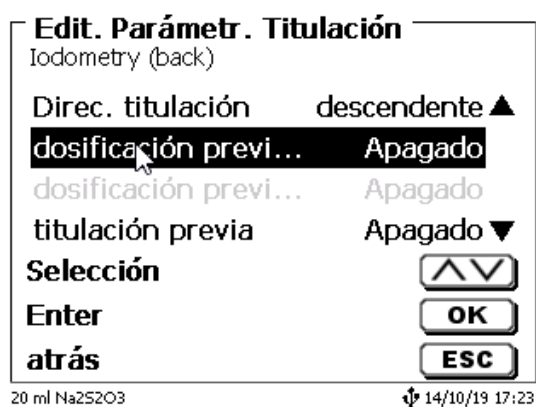 Edit. Parámetr. Titulación
Iodometry (back)
Direc. titulación descendente
dosificación previ... Apagado
dosificación previ... Apagado
titulación previa Apagado
Selección
Enter OK
atrás ESC
20 ml Na2S2O3 14/10/19 17:23